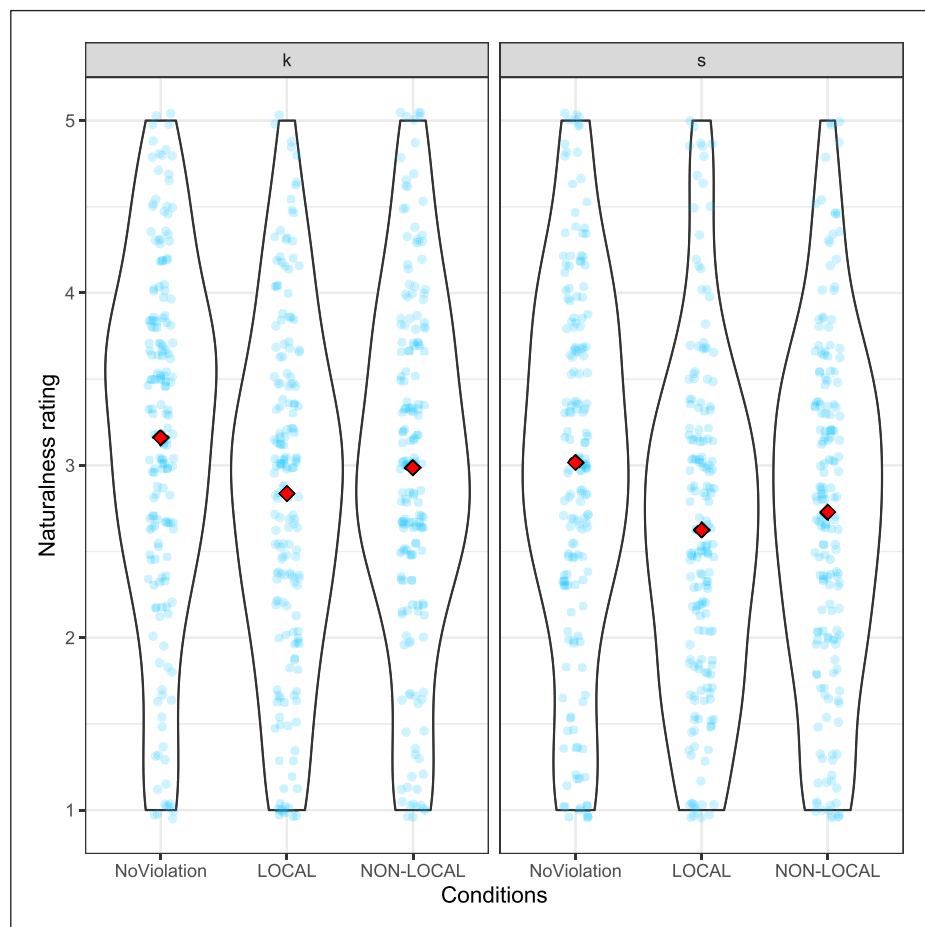 k
s
5
4
3
2
1
Naturalness rating
NoViolation LOCAL NON-LOCAL
NoViolation LOCAL NON-LOCAL
Conditions